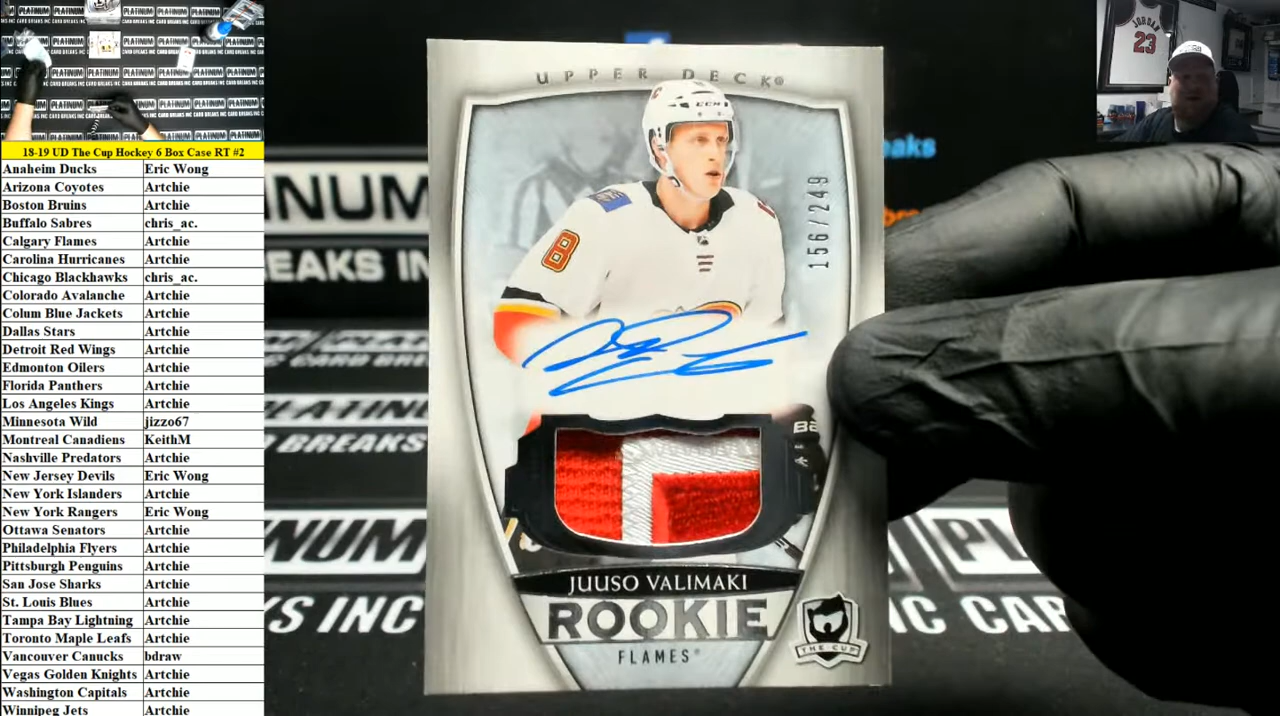 18-19 UD The Cup Hockey 6 Box Case RT #2
Anaheim Ducks Eric Wong
Arizona Coyotes Artchie
Boston Bruins Artchie
Buffalo Sabres chris_ac.
Calgary Flames Artchie
Carolina Hurricanes Artchie
Chicago Blackhawks chris_ac.
Colorado Avalanche Artchie
Colum Blue Jackets Artchie
Dallas Stars Artchie
Detroit Red Wings Artchie
Edmonton Oilers Artchie
Florida Panthers Artchie
Los Angeles Kings Artchie
Minnesota Wild jizzo67
Montreal Canadiens KeithM
Nashville Predators Artchie
New Jersey Devils Eric Wong
New York Islanders Artchie
New York Rangers Eric Wong
Ottawa Senators Artchie
Philadelphia Flyers Artchie
Pittsburgh Penguins Artchie
San Jose Sharks Artchie
St. Louis Blues Artchie
Tampa Bay Lightning Artchie
Toronto Maple Leafs Artchie
Vancouver Canucks bdraw
Vegas Golden Knights Artchie
Washington Capitals Artchie
Winnipeg Jets Artchie
UPPER DECK
CCM
8
156/249
JUUSO VALIMAKI
ROOKIE
FLAMES
THE CUP
JORDAN
23
PLATINUM
CARD BREAKS INC